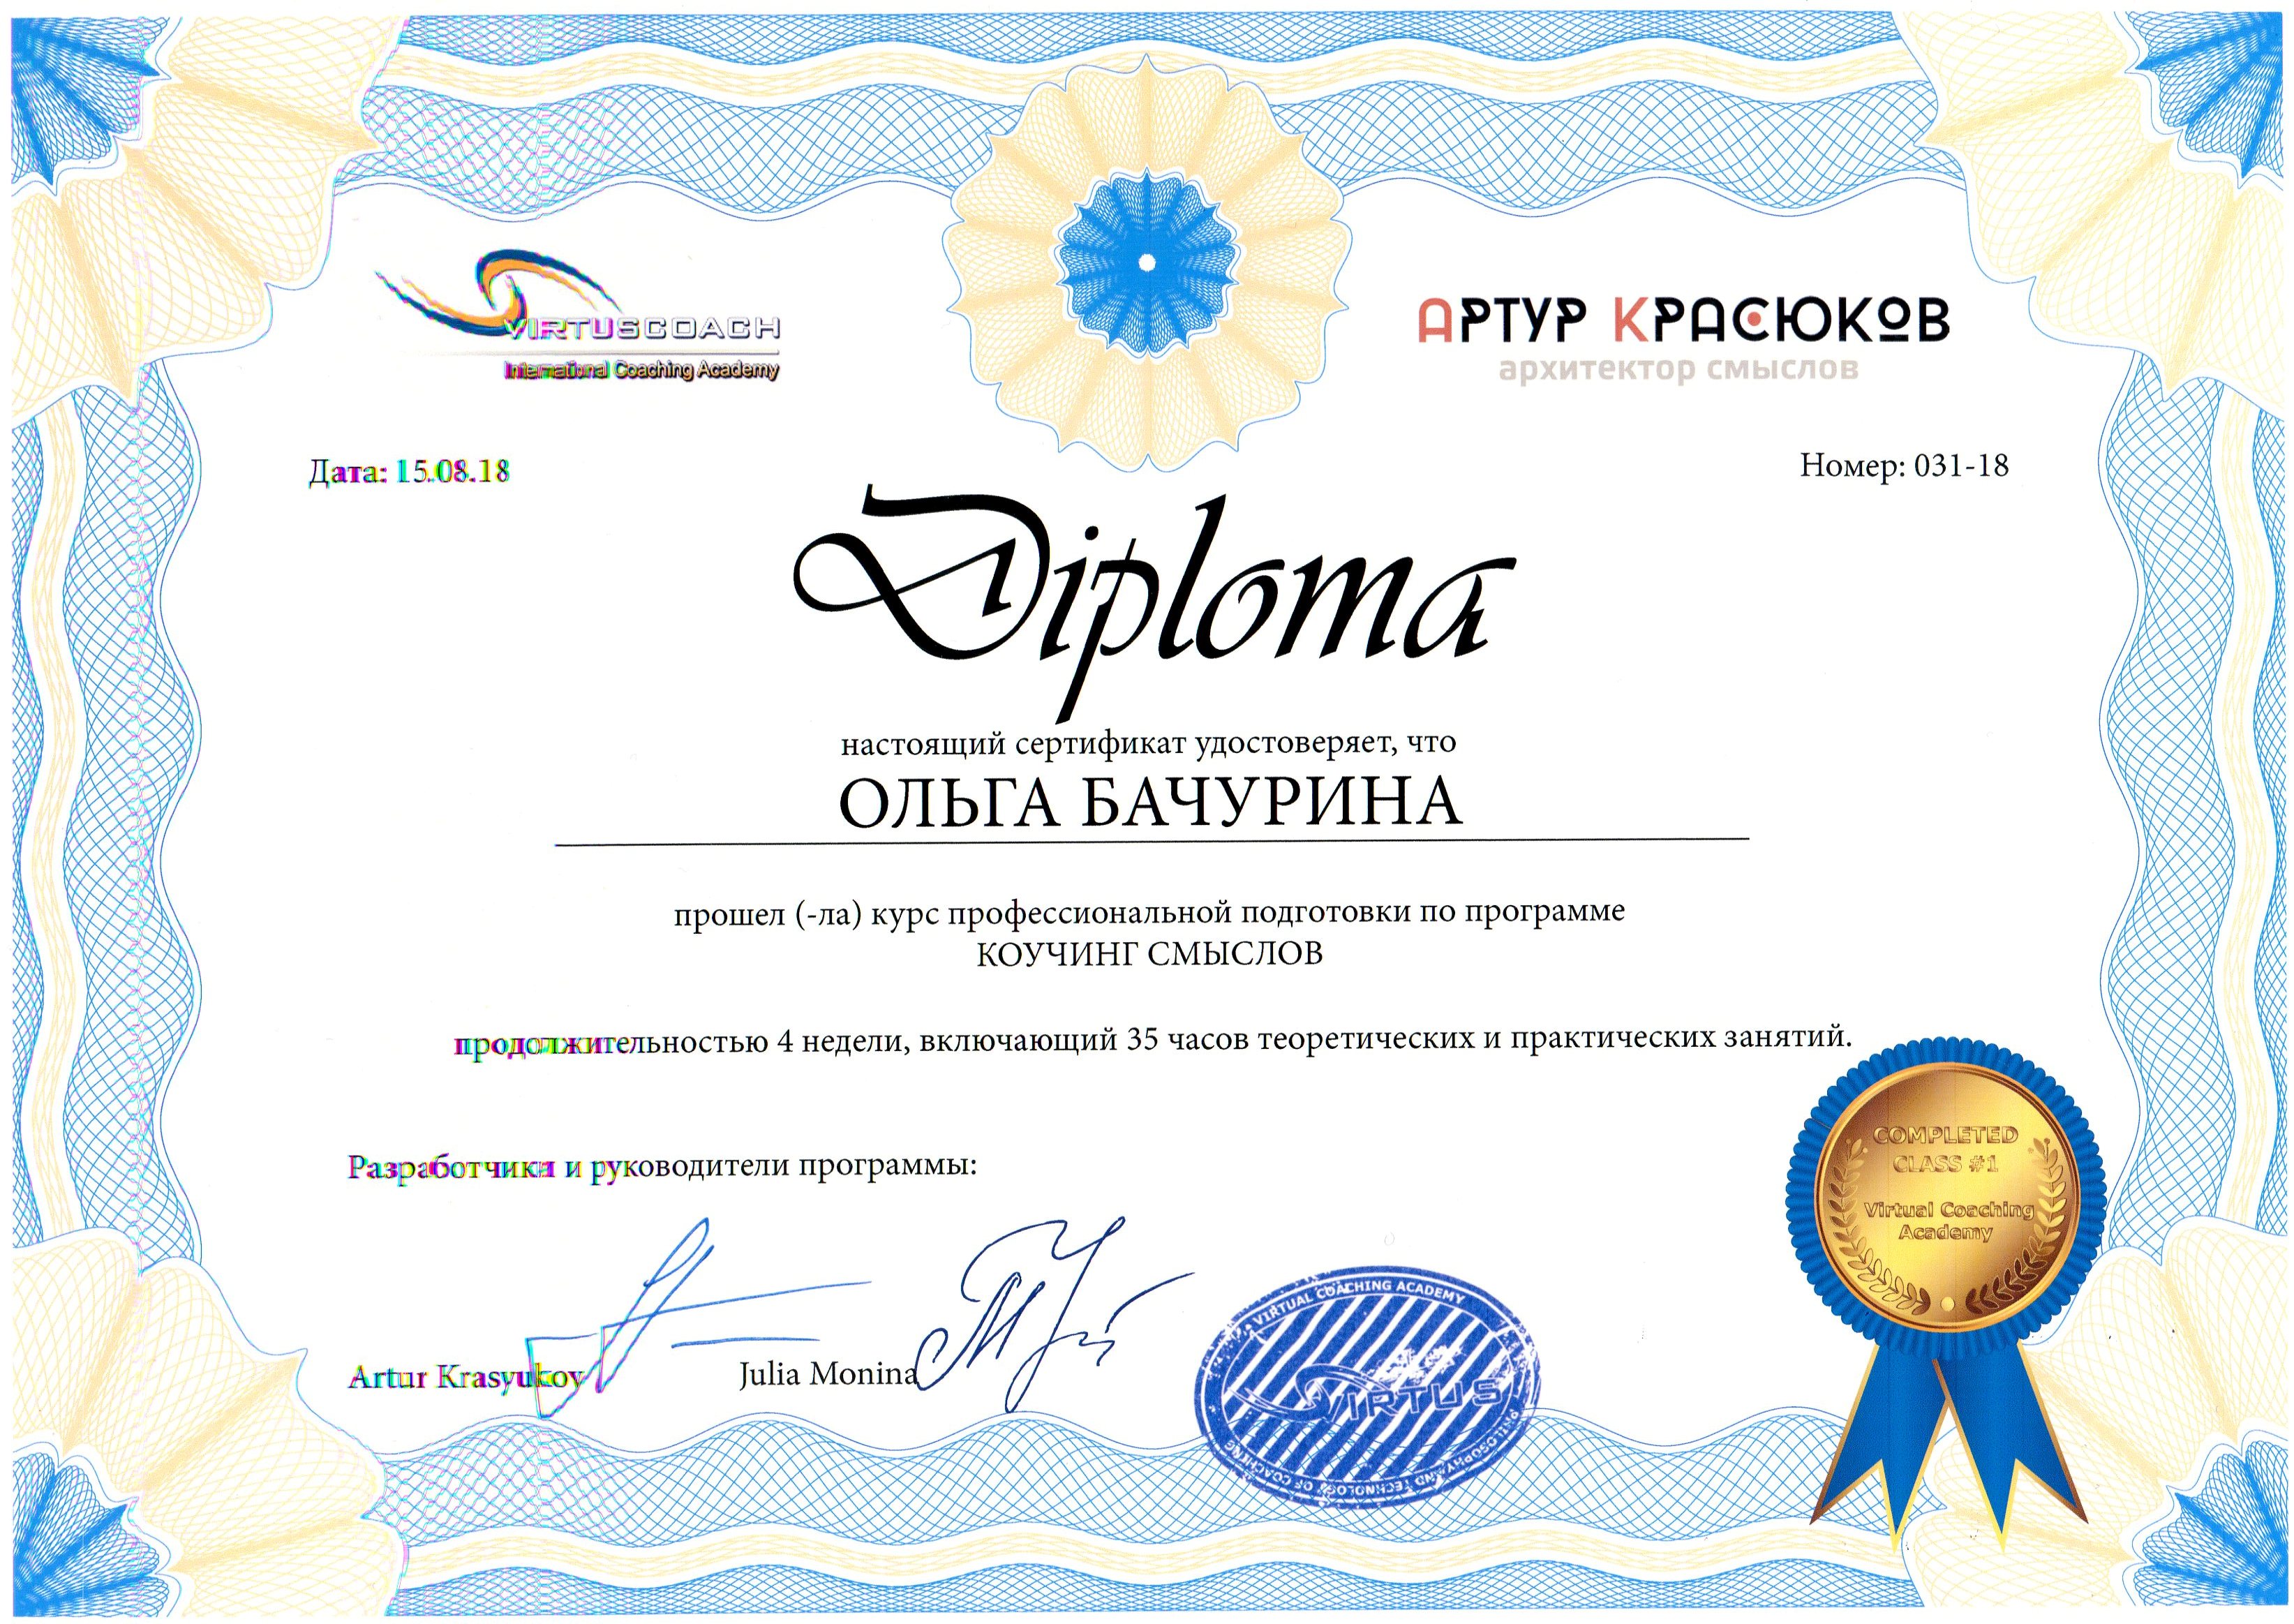 VIRTUSCOACH
International Coaching Academy
АРТУР КРАСЮКОВ
архитектор смыслов
Дата: 15.08.18
Номер: 031-18
Diploma
настоящий сертификат удостоверяет, что
ОЛЬГА БАЧУРИНА
прошел (-ла) курс профессиональной подготовки по программе
КОУЧИНГ СМЫСЛОВ
продолжительностью 4 недели, включающий 35 часов теоретических и практических занятий.
Разработчики и руководители программы:
Artur Krasyukov
Julia Monina
VIRTUAL COACHING ACADEMY
VIRTUS
PHILOSOPHY AND TECHNOLOGY OF COACHING
COMPLETED
CLASS #1
Virtual Coaching
Academy